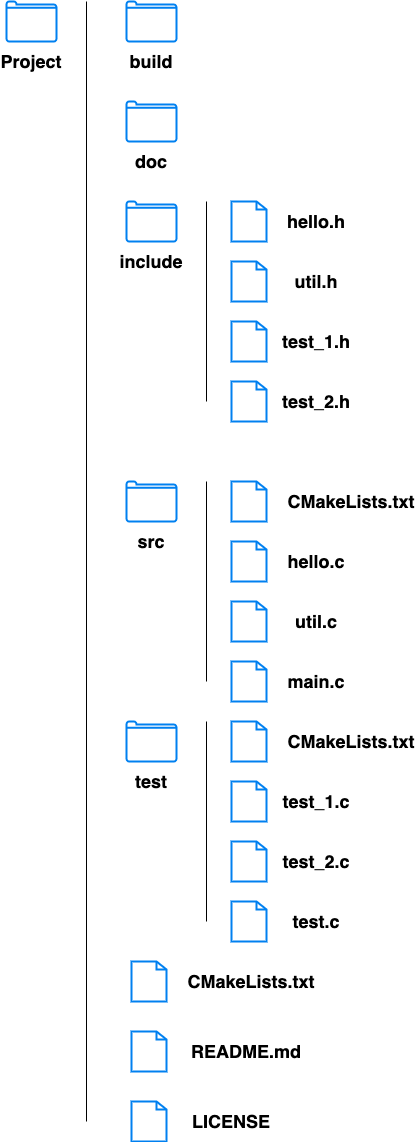 Project
build
doc
include
hello.h
util.h
test_1.h
test_2.h
src
CMakeLists.txt
hello.c
util.c
main.c
test
CMakeLists.txt
test_1.c
test_2.c
test.c
CMakeLists.txt
README.md
LICENSE